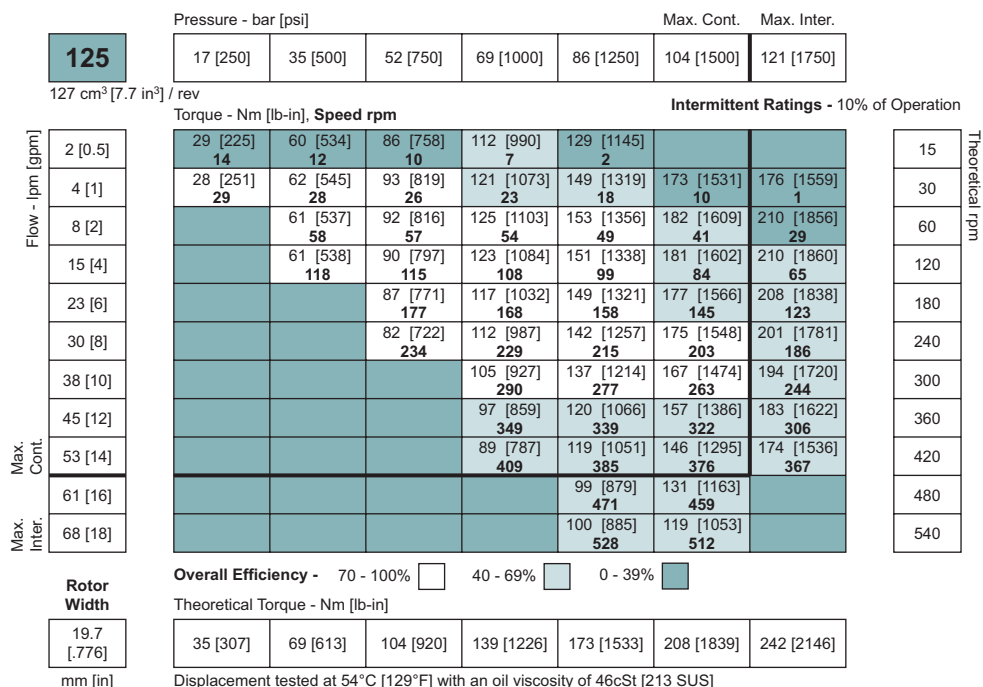 Pressure - bar [psi] Max. Cont. Max. Inter.
125 17 [250] 35 [500] 52 [750] 69 [1000] 86 [1250] 104 [1500] 121 [1750]
127 cm³ [7.7 in³] / rev
Torque - Nm [lb-in], Speed rpm Intermittent Ratings - 10% of Operation
Flow - lpm [gpm]
Theoretical rpm
2 [0.5] 29 [225] 60 [534] 86 [758] 112 [990] 129 [1145] 15
14 12 10 7 2
4 [1] 28 [251] 62 [545] 93 [819] 121 [1073] 149 [1319] 173 [1531] 176 [1559] 30
29 28 26 23 18 10 1
8 [2] 61 [537] 92 [816] 125 [1103] 153 [1356] 182 [1609] 210 [1856] 60
58 57 54 49 41 29
15 [4] 61 [538] 90 [797] 123 [1084] 151 [1338] 181 [1602] 210 [1860] 120
118 115 108 99 84 65
23 [6] 87 [771] 117 [1032] 149 [1321] 177 [1566] 208 [1838] 180
177 168 158 145 123
30 [8] 82 [722] 112 [987] 142 [1257] 175 [1548] 201 [1781] 240
234 229 215 203 186
38 [10] 105 [927] 137 [1214] 167 [1474] 194 [1720] 300
290 277 263 244
45 [12] 97 [859] 120 [1066] 157 [1386] 183 [1622] 360
349 339 322 306
Max.
Cont.
53 [14] 89 [787] 119 [1051] 146 [1295] 174 [1536] 420
409 385 376 367
61 [16] 99 [879] 131 [1163] 480
471 459
Max.
Inter.
68 [18] 100 [885] 119 [1053] 540
528 512
Overall Efficiency - 70 - 100% 40 - 69% 0 - 39%
Rotor
Width
Theoretical Torque - Nm [lb-in]
19.7
[.776]
35 [307] 69 [613] 104 [920] 139 [1226] 173 [1533] 208 [1839] 242 [2146]
mm [in] Displacement tested at 54°C [129°F] with an oil viscosity of 46cSt [213 SUS]